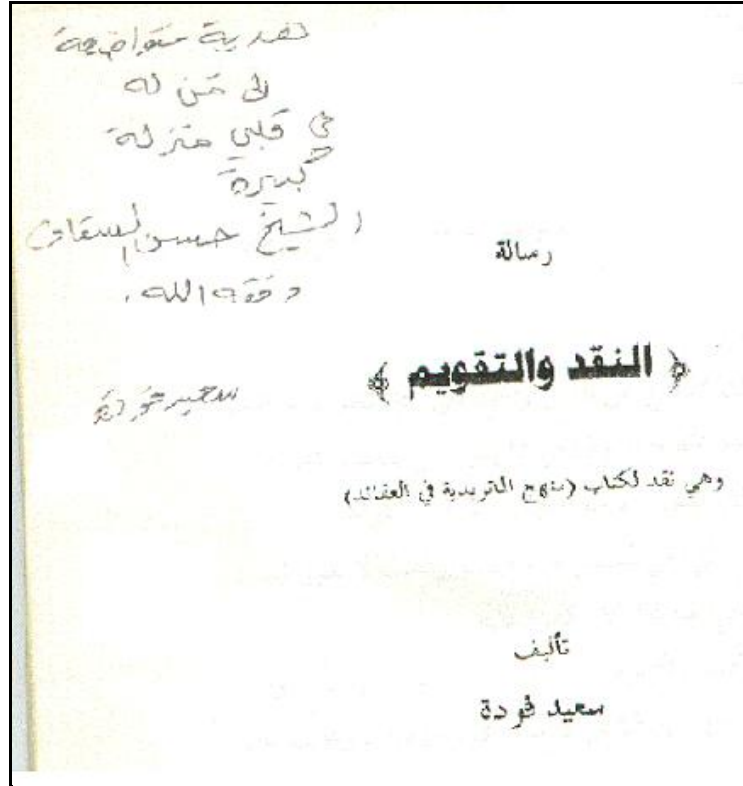 هدية متواضعة
الى من له
في قلبي منزلة
كبيرة
الشيخ حسن السقاف
وفقه الله.
سعيد فودة
رسالة
﴿ النقد والتقويم ﴾
وهي نقد لكتاب (منهج الماتريدية في العقائد)
تأليف
سعيد فودة